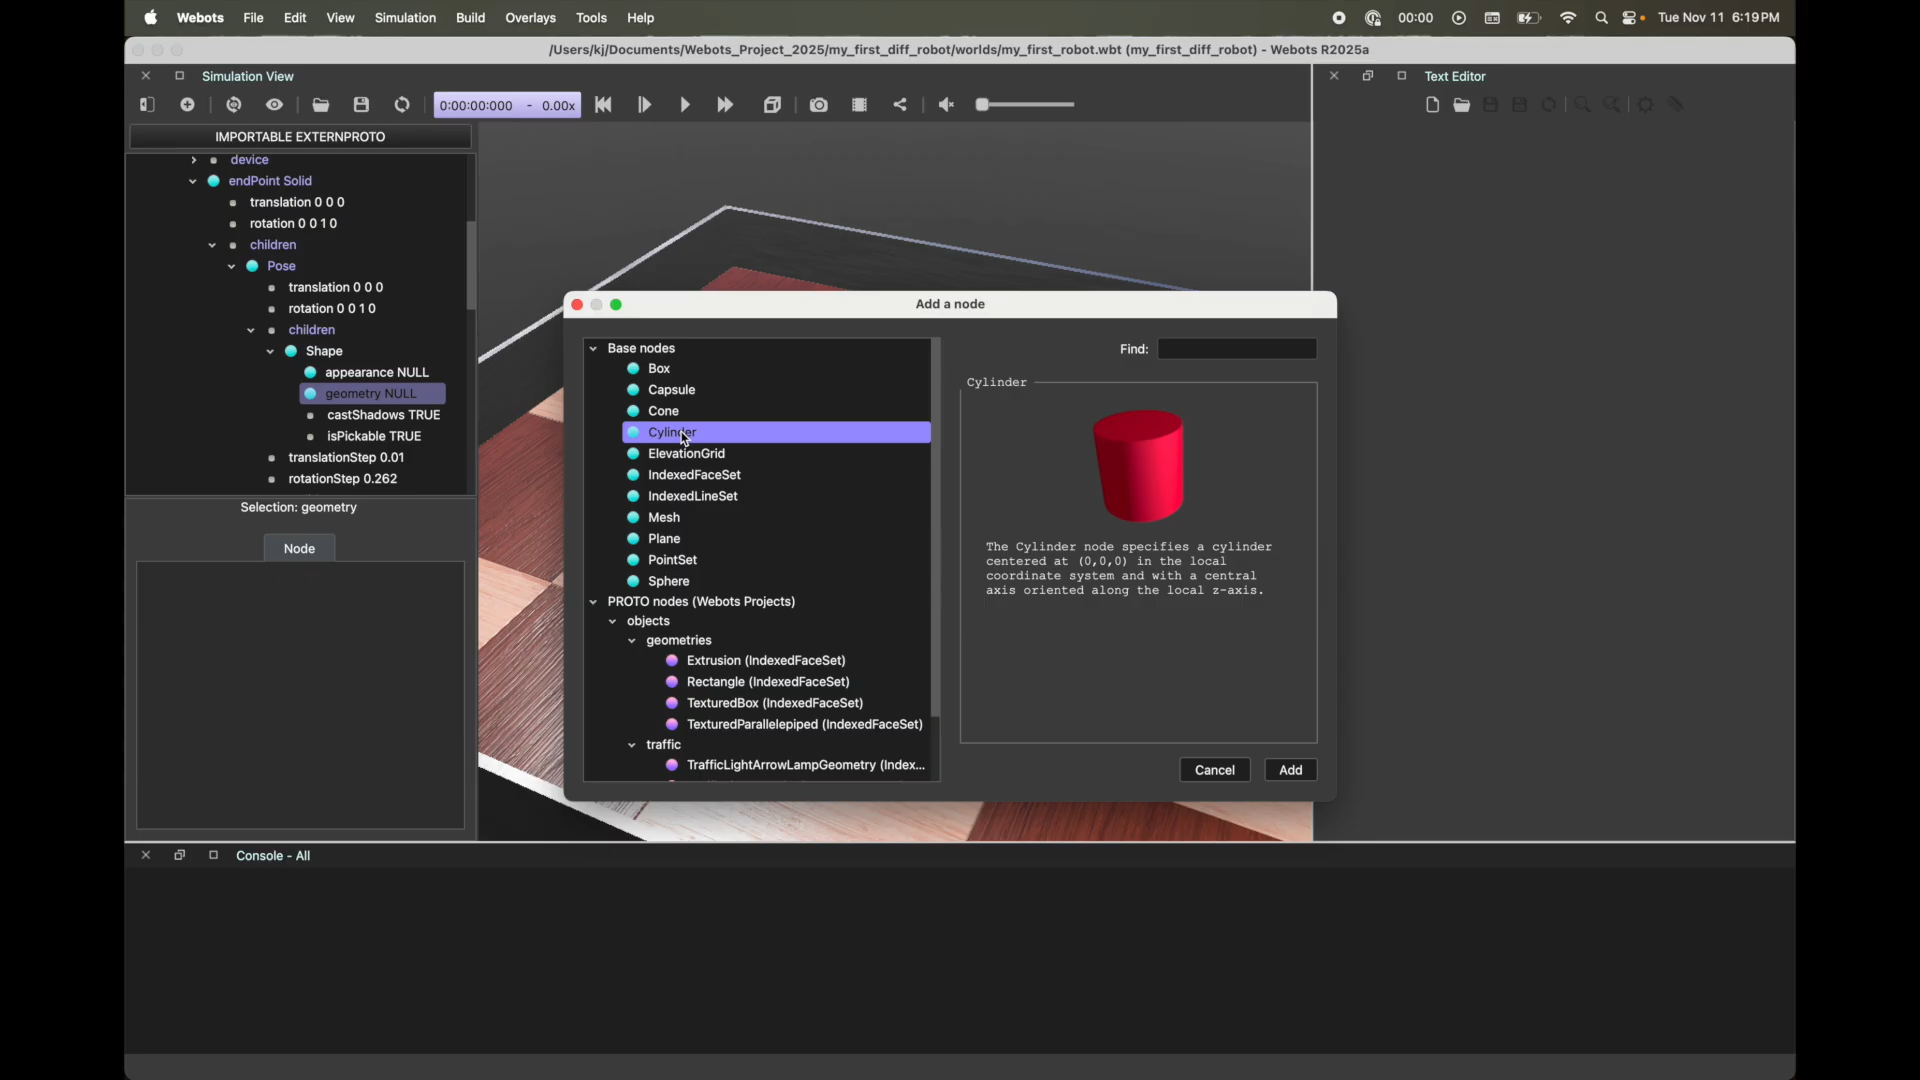 Webots File Edit View Simulation Build Overlays Tools Help 00:00 Tue Nov 11 6:19 PM
/Users/kj/Documents/Webots_Project_2025/my_first_diff_robot/worlds/my_first_robot.wbt (my_first_diff_robot) - Webots R2025a
Simulation View
Text Editor
0:00:00:000 - 0.00x
IMPORTABLE EXTERNPROTO
device
endPoint Solid
translation 0 0 0
rotation 0 0 1 0
children
Pose
translation 0 0 0
rotation 0 0 1 0
children
Shape
appearance NULL
geometry NULL
castShadows TRUE
isPickable TRUE
translationStep 0.01
rotationStep 0.262
Selection: geometry
Node
Add a node
Base nodes
Box
Capsule
Cone
Cylinder
ElevationGrid
IndexedFaceSet
IndexedLineSet
Mesh
Plane
PointSet
Sphere
PROTO nodes (Webots Projects)
objects
geometries
Extrusion (IndexedFaceSet)
Rectangle (IndexedFaceSet)
TexturedBox (IndexedFaceSet)
TexturedParallelepiped (IndexedFaceSet)
traffic
TrafficLightArrowLampGeometry (Index...
Find:
Cylinder
The Cylinder node specifies a cylinder
centered at (0,0,0) in the local
coordinate system and with a central
axis oriented along the local z-axis.
Cancel
Add
Console - All